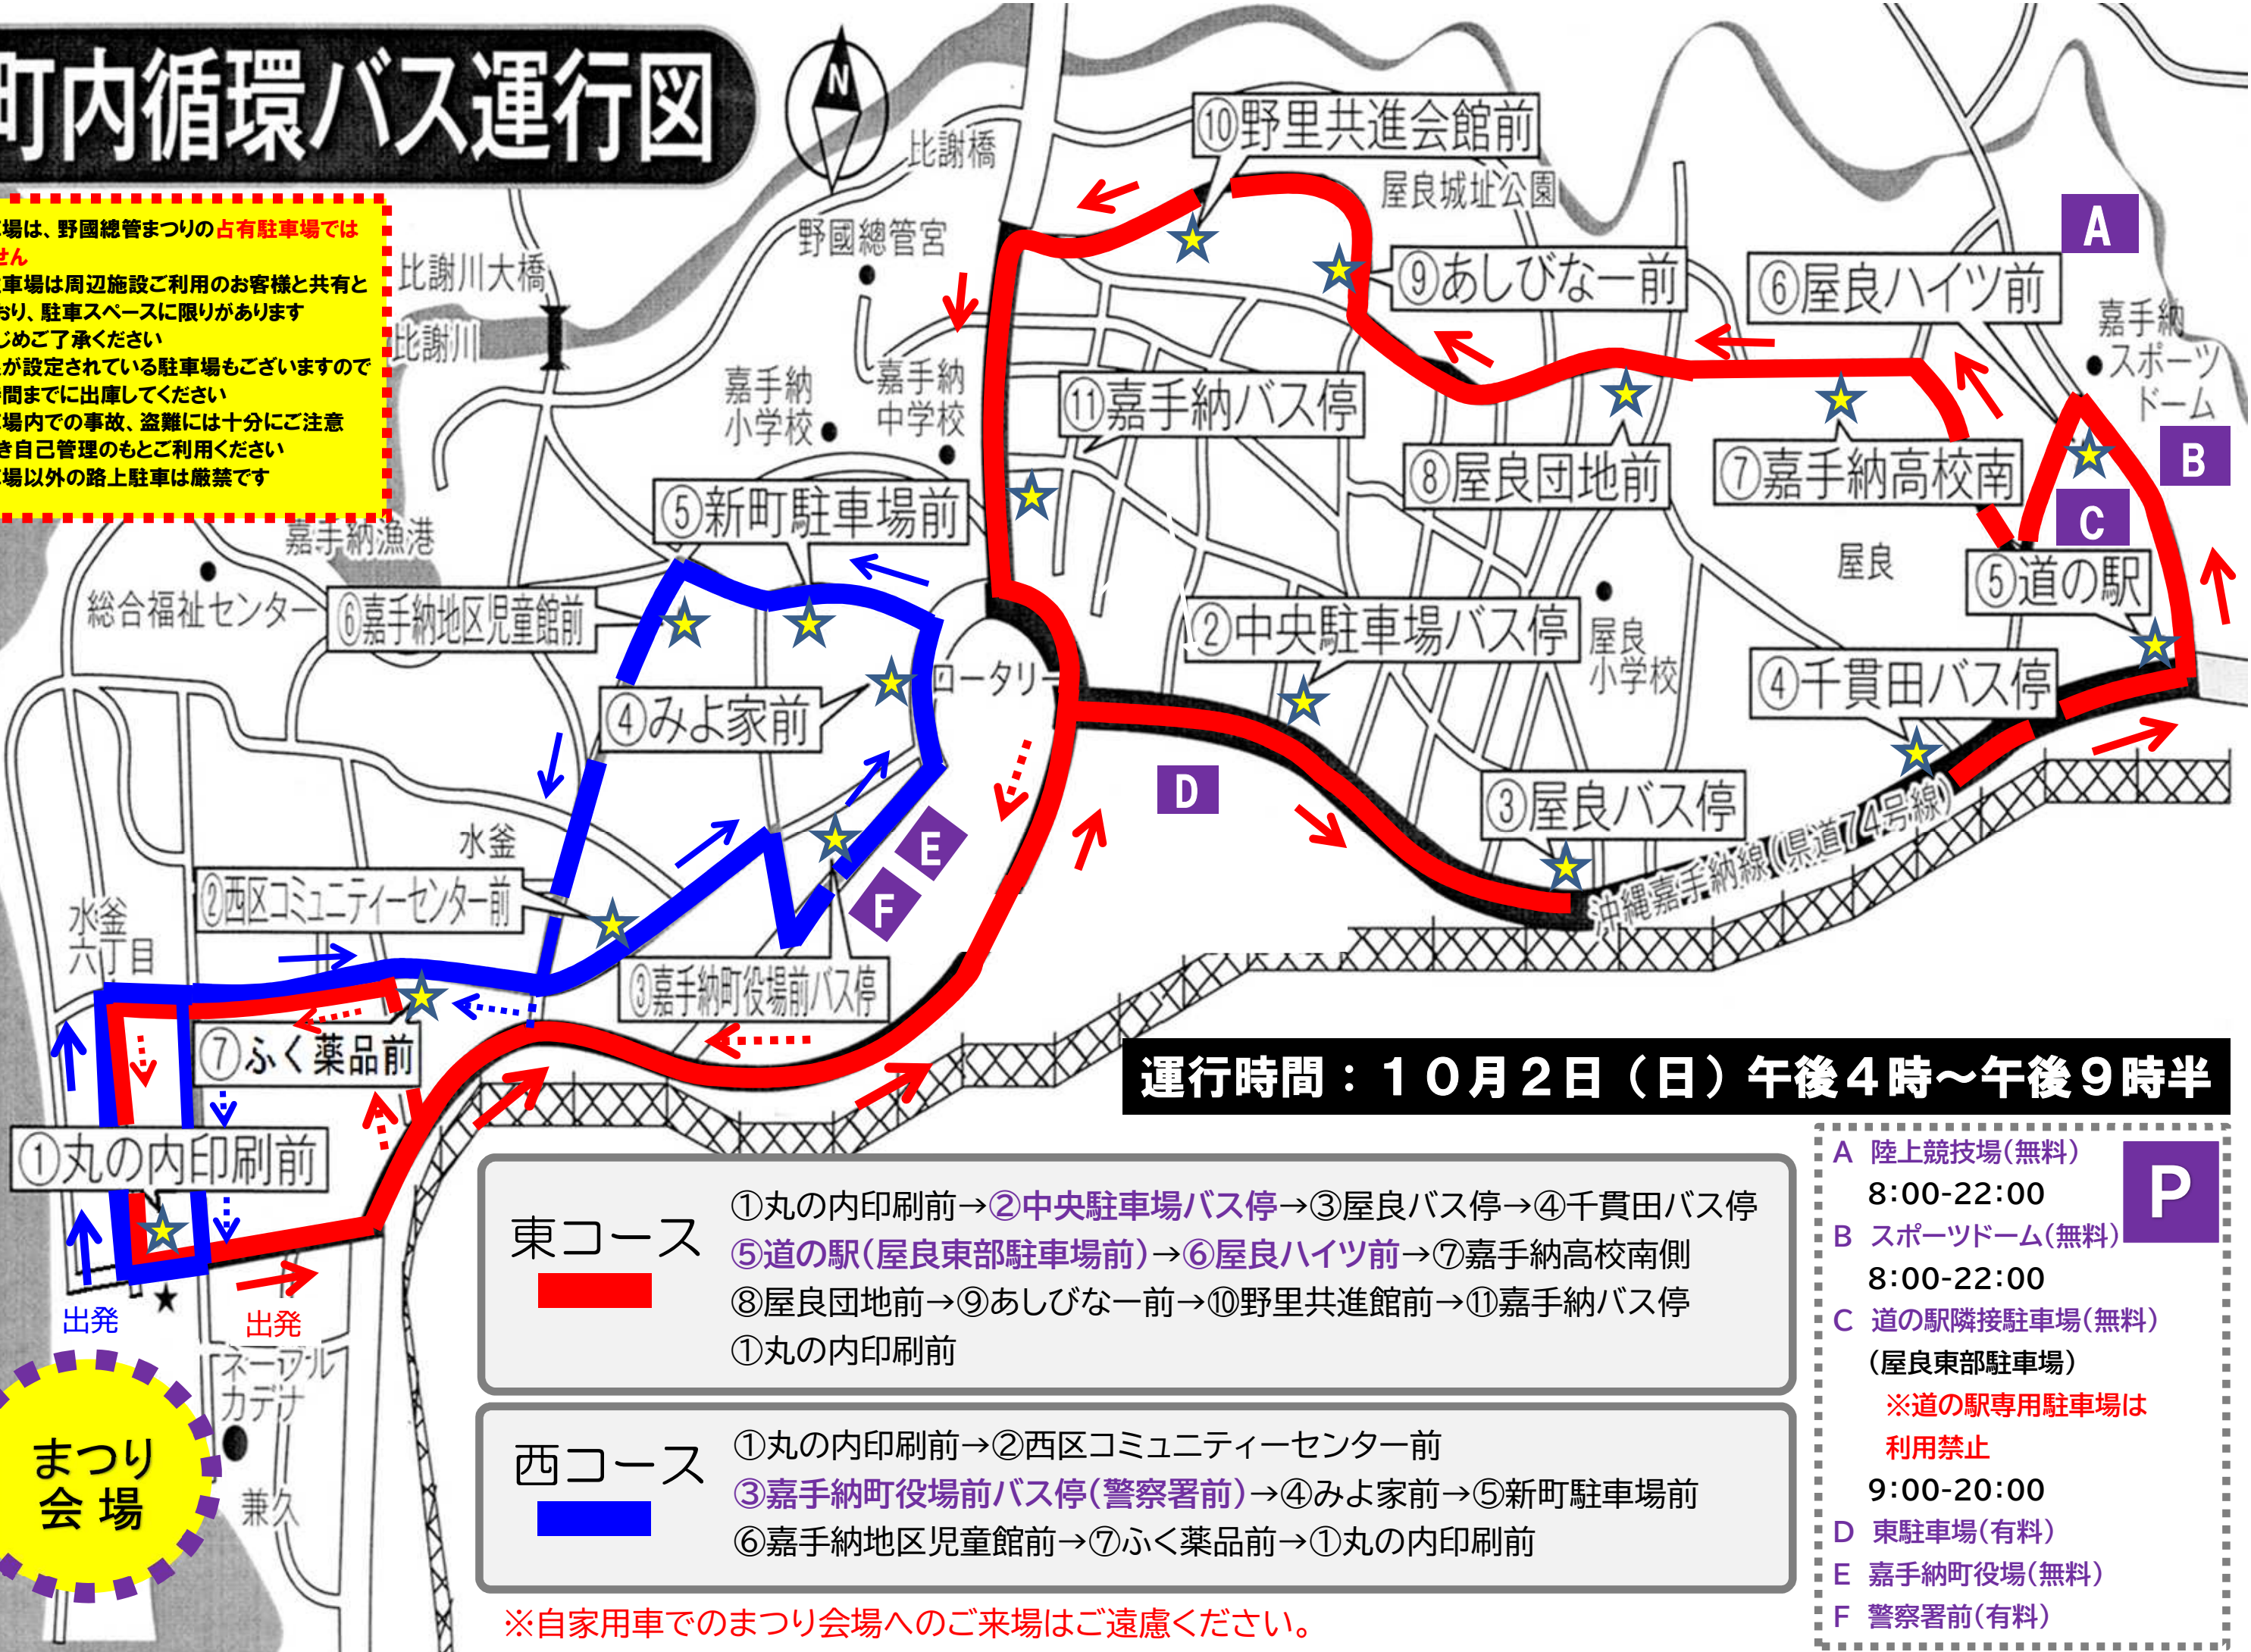 町内循環バス運行図
N
場は、野國總管まつりの占有駐車場では
せん
車場は周辺施設ご利用のお客様と共有と
おり、駐車スペースに限りがあります
じめご了承ください
が設定されている駐車場もございますので
時間までに出庫してください
場内での事故、盗難には十分にご注意
き自己管理のもとご利用ください
場以外の路上駐車は厳禁です
比謝橋
⑩野里共進会館前
屋良城址公園
A
野國總管宮
比謝川大橋
比謝川
⑨あしびなー前
⑥屋良ハイツ前
嘉手納
スポーツ
ドーム
嘉手納
小学校
嘉手納
中学校
⑪嘉手納バス停
⑧屋良団地前
⑦嘉手納高校南
B
C
⑤新町駐車場前
嘉手納漁港
屋良
⑤道の駅
総合福祉センター
⑥嘉手納地区児童館前
②中央駐車場バス停
屋良
小学校
④みよ家前
ロータリー
④千貫田バス停
D
③屋良バス停
沖縄嘉手納線(県道74号線)
水釜
E
F
②西区コミュニティーセンター前
水釜
六丁目
③嘉手納町役場前バス停
⑦ふく薬品前
運行時間：１０月２日（日）午後４時～午後９時半
①丸の内印刷前
出発
出発
ネーブル
カデナ
兼久
まつり
会場
東コース
①丸の内印刷前→②中央駐車場バス停→③屋良バス停→④千貫田バス停
⑤道の駅(屋良東部駐車場前)→⑥屋良ハイツ前→⑦嘉手納高校南側
⑧屋良団地前→⑨あしびなー前→⑩野里共進館前→⑪嘉手納バス停
①丸の内印刷前
西コース
①丸の内印刷前→②西区コミュニティーセンター前
③嘉手納町役場前バス停(警察署前)→④みよ家前→⑤新町駐車場前
⑥嘉手納地区児童館前→⑦ふく薬品前→①丸の内印刷前
※自家用車でのまつり会場へのご来場はご遠慮ください。
P
A 陸上競技場(無料)
8:00-22:00
B スポーツドーム(無料)
8:00-22:00
C 道の駅隣接駐車場(無料)
(屋良東部駐車場)
※道の駅専用駐車場は
利用禁止
9:00-20:00
D 東駐車場(有料)
E 嘉手納町役場(無料)
F 警察署前(有料)